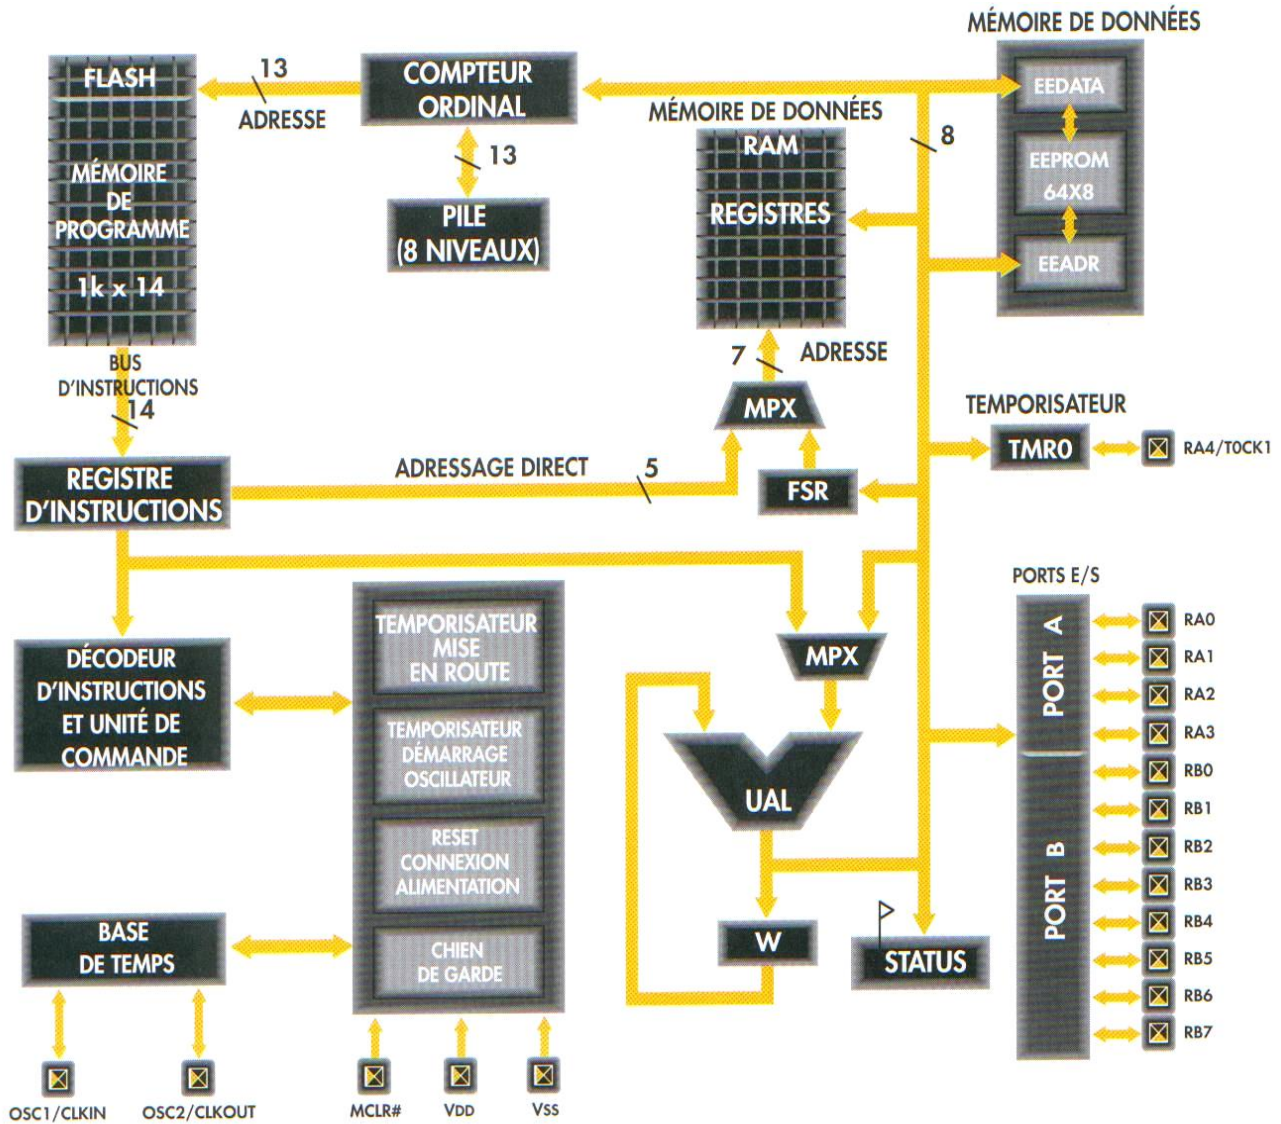 MÉMOIRE DE DONNÉES
FLASH
MÉMOIRE
DE
PROGRAMME
1k x 14
13
ADRESSE
COMPTEUR
ORDINAL
13
PILE
(8 NIVEAUX)
MÉMOIRE DE DONNÉES
RAM
REGISTRES
8
EEDATA
EEPROM
64X8
EEADR
7
ADRESSE
MPX
BUS
D'INSTRUCTIONS
14
REGISTRE
D'INSTRUCTIONS
ADRESSAGE DIRECT
5
FSR
TEMPORISATEUR
TMR0
RA4/T0CK1
DÉCODEUR
D'INSTRUCTIONS
ET UNITÉ DE
COMMANDE
TEMPORISATEUR
MISE
EN ROUTE
TEMPORISATEUR
DÉMARRAGE
OSCILLATEUR
RESET
CONNEXION
ALIMENTATION
CHIEN
DE GARDE
MPX
UAL
W
STATUS
PORTS E/S
PORT A
PORT B
RA0
RA1
RA2
RA3
RB0
RB1
RB2
RB3
RB4
RB5
RB6
RB7
BASE
DE TEMPS
OSC1/CLKIN
OSC2/CLKOUT
MCLR#
VDD
VSS